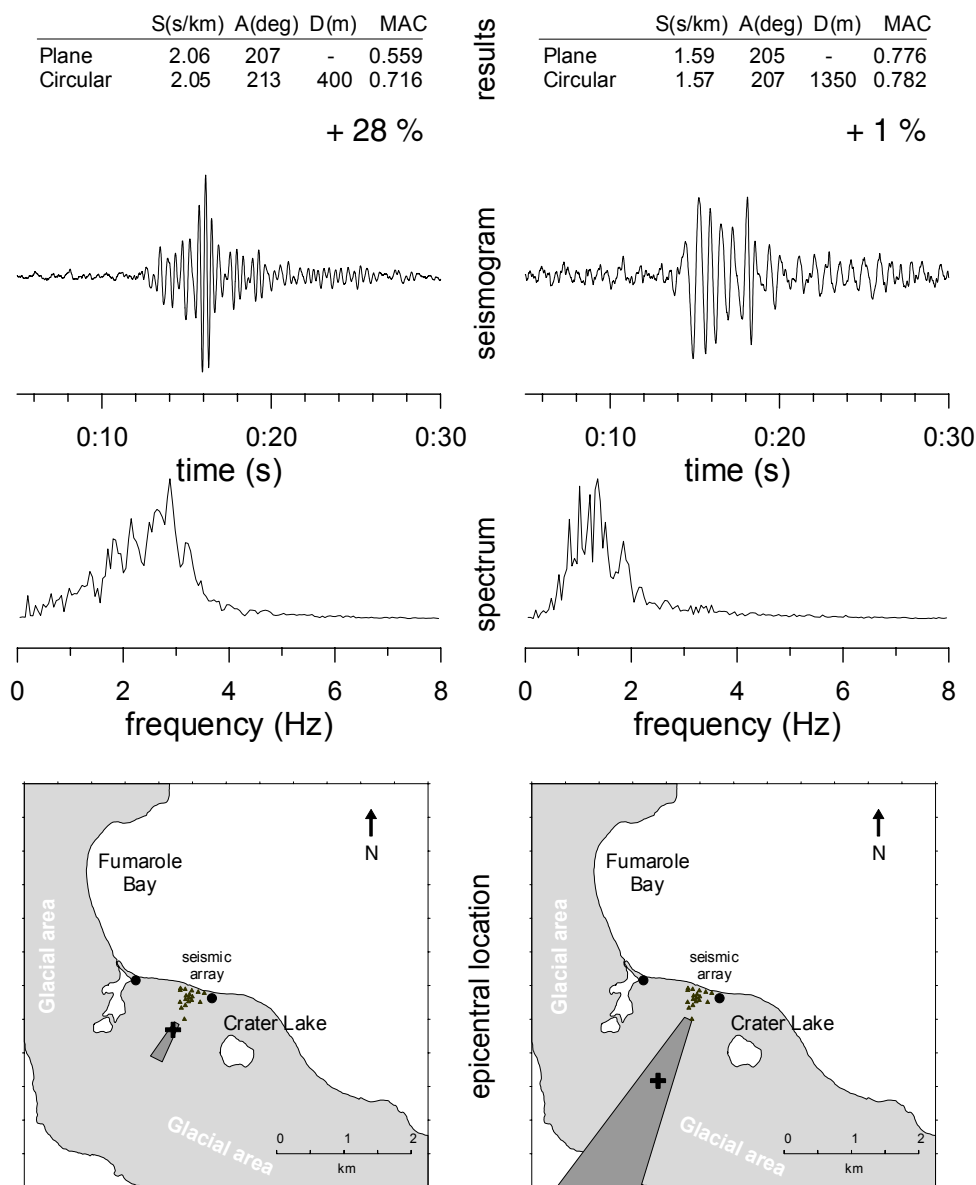 S(s/km) A(deg) D(m) MAC
Plane 2.06 207 - 0.559
Circular 2.05 213 400 0.716
+ 28 %
results
S(s/km) A(deg) D(m) MAC
Plane 1.59 205 - 0.776
Circular 1.57 207 1350 0.782
+ 1 %
seismogram
0:10 0:20 0:30
time (s)
0:10 0:20 0:30
time (s)
spectrum
0 2 4 6 8
frequency (Hz)
0 2 4 6 8
frequency (Hz)
epicentral location
N
Fumarole
Bay
Glacial area
seismic
array
Crater Lake
Glacial area
0 1 2
km
N
Fumarole
Bay
Glacial area
seismic
array
Crater Lake
Glacial area
0 1 2
km